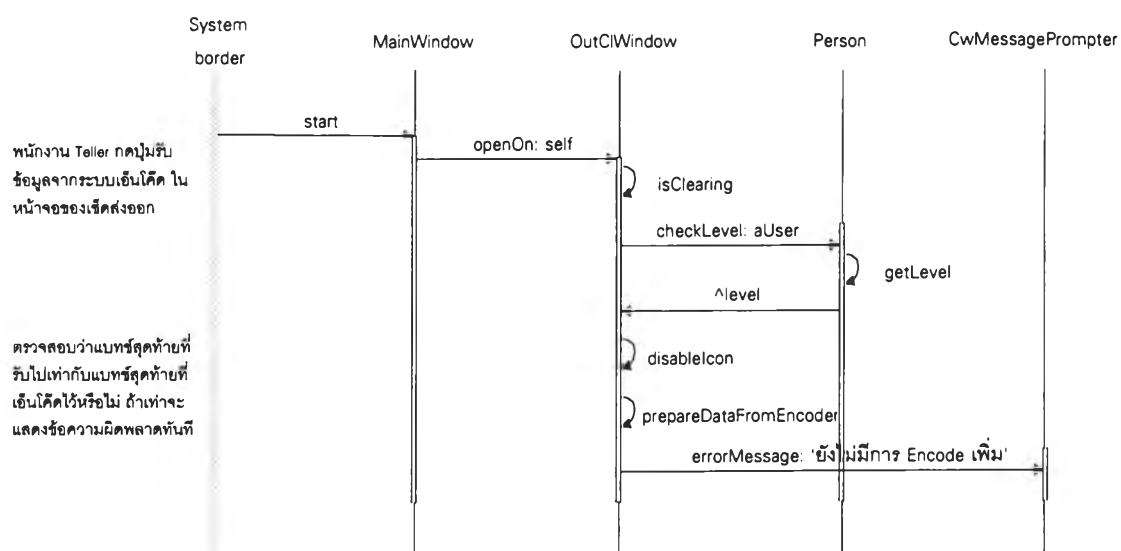 System
border
MainWindow
OutClWindow
Person
CwMessagePrompter
start
พนักงาน Teller กดปุ่มรับ
ข้อมูลจากระบบเอ็นโค๊ด ใน
หน้าจอของเช็คส่งออก
openOn: self
isClearing
checkLevel: aUser
getLevel
^level
ตรวจสอบว่าแบทช์สุดท้ายที่
รับไปเท่ากับแบทช์สุดท้ายที่
เอ็นโค๊ดไว้หรือไม่ ถ้าเท่าจะ
แสดงข้อความผิดพลาดทันที
disableIcon
prepareDataFromEncoder
errorMessage: 'ยังไม่มีการ Encode เพิ่ม'